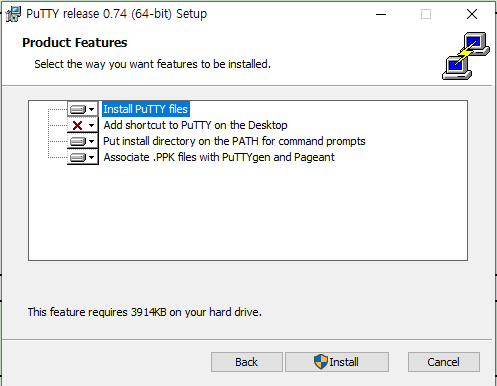 PuTTY release 0.74 (64-bit) Setup
Product Features
Select the way you want features to be installed.
Install PuTTY files
Add shortcut to PuTTY on the Desktop
Put install directory on the PATH for command prompts
Associate .PPK files with PuTTYgen and Pageant
This feature requires 3914KB on your hard drive.
Back
Install
Cancel